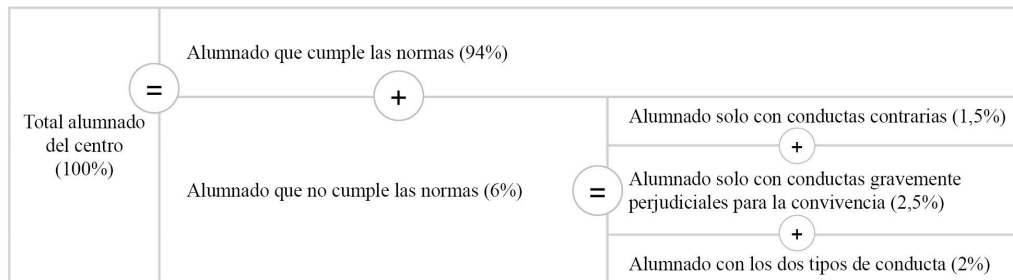 Total alumnado
del centro
(100%)
=
Alumnado que cumple las normas (94%)
+
Alumnado que no cumple las normas (6%)
=
Alumnado solo con conductas contrarias (1,5%)
+
Alumnado solo con conductas gravemente
perjudiciales para la convivencia (2,5%)
+
Alumnado con los dos tipos de conducta (2%)